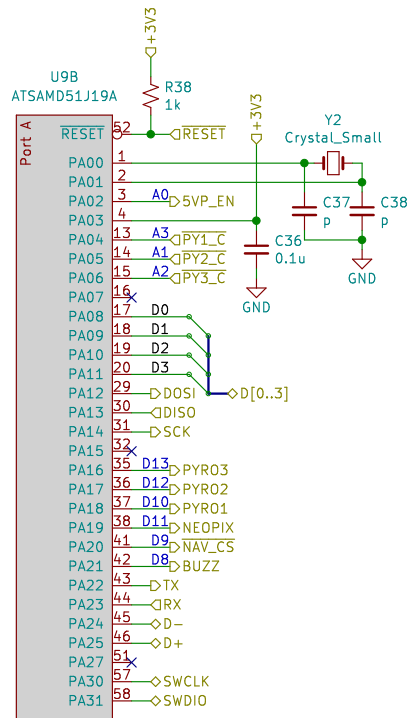 +3V3
U9B
ATSAMD51J19A
R38
1k
Port A
RESET 52 RESET
+3V3
Y2
Crystal_Small
PA00 1
PA01 2
PA02 3 A0 5VP_EN
C37
p
C38
p
PA03 4
PA04 13 A3 PY1_C
C36
0.1u
PA05 14 A1 PY2_C
PA06 15 A2 PY3_C
GND
PA07 16
GND
PA08 17 D0
PA09 18 D1
PA10 19 D2
PA11 20 D3
PA12 29 DOSI
D[0..3]
PA13 30 DISO
PA14 31 SCK
PA15 32
PA16 35 D13 PYRO3
PA17 36 D12 PYRO2
PA18 37 D10 PYRO1
PA19 38 D11 NEOPIX
PA20 41 D9 NAV_CS
PA21 42 D8 BUZZ
PA22 43 TX
PA23 44 RX
PA24 45 D-
PA25 46 D+
PA27 51
PA30 57 SWCLK
PA31 58 SWDIO